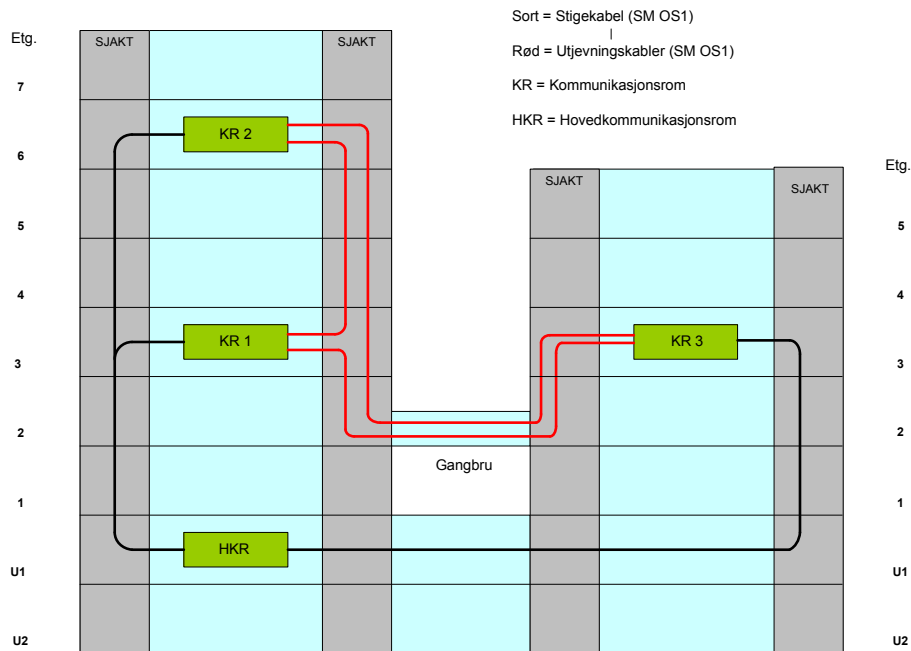 Sort = Stigekabel (SM OS1)
Rød = Utjevningskabler (SM OS1)
KR = Kommunikasjonsrom
HKR = Hovedkommunikasjonsrom
Etg.
SJAKT
SJAKT
7
KR 2
6
Etg.
SJAKT
SJAKT
5
5
4
4
KR 1
KR 3
3
3
2
2
Gangbru
1
1
HKR
U1
U1
U2
U2